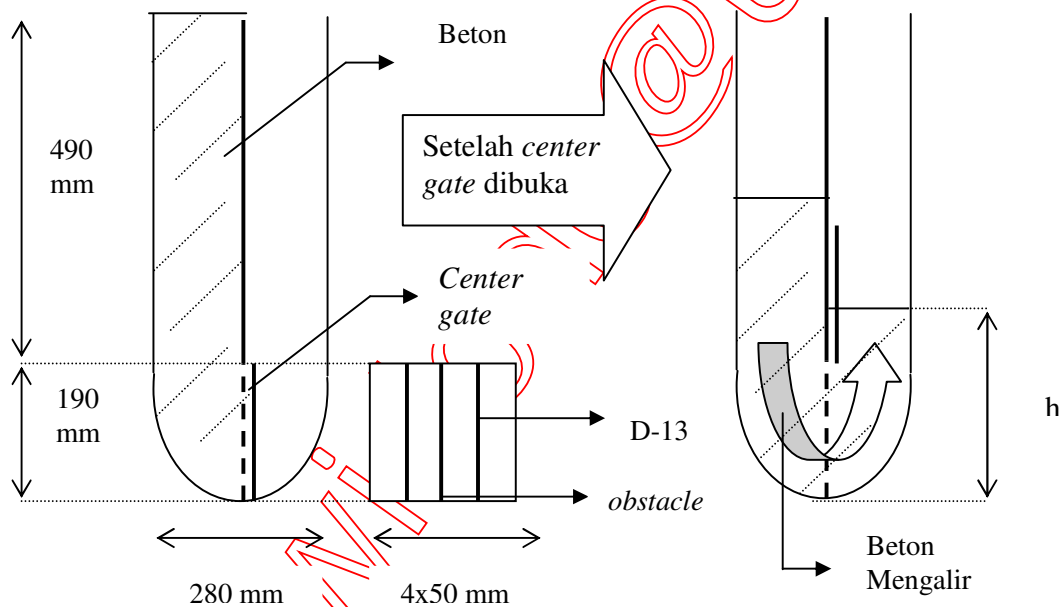 Beton
490
mm
Setelah center
gate dibuka
Center
gate
190
mm
D-13
obstacle
h
280 mm
4x50 mm
Beton
Mengalir